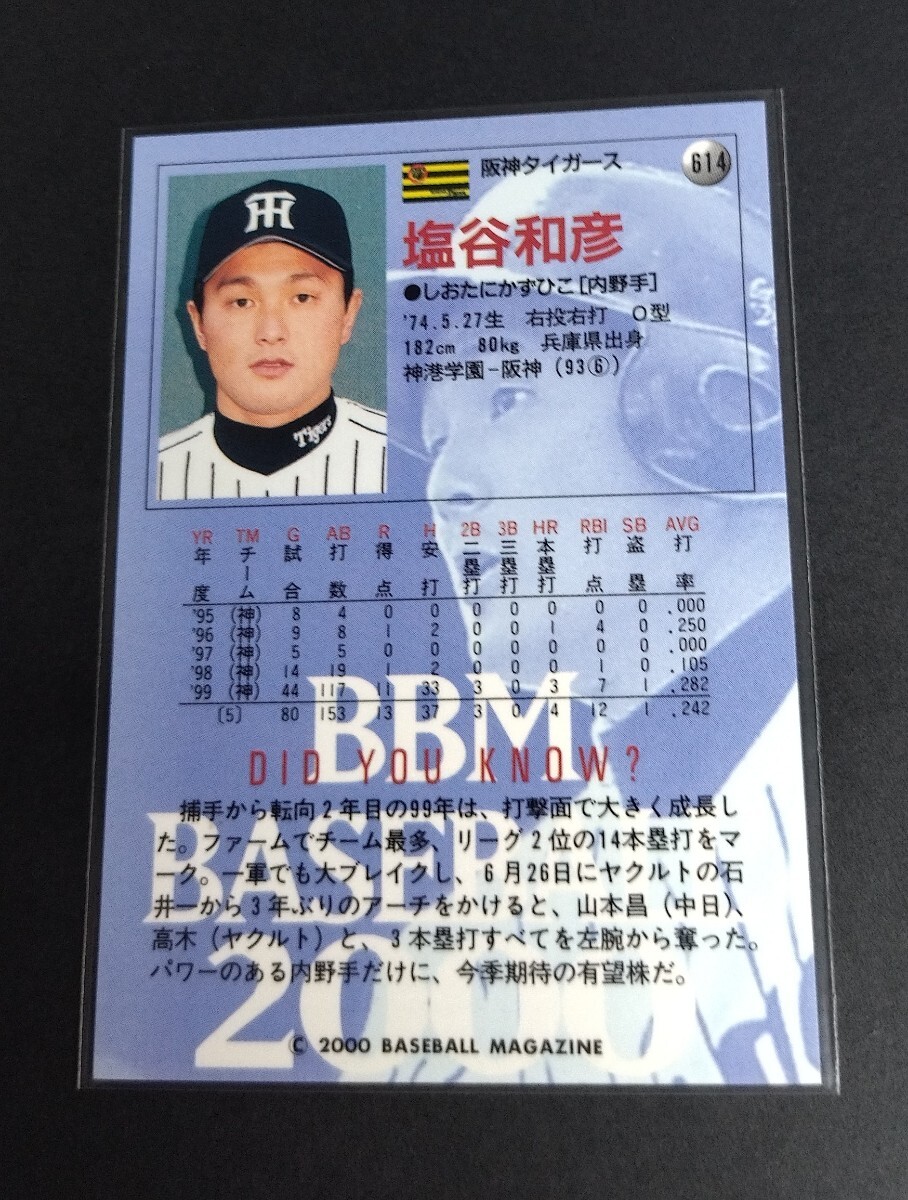 阪神タイガース
614
塩谷和彦
●しおたにかずひこ[内野手]
'74.5.27生 右投右打 O型
182cm 80kg 兵庫県出身
神港学園−阪神（93⑥）
Tigers
YR TM G AB R H 2B 3B HR RBI SB AVG
年度 チーム 試合 打数 得点 安打 二塁打 三塁打 本塁打 打点 盗塁 打率
'95 (神) 8 4 0 0 0 0 0 0 0 .000
'96 (神) 9 8 1 2 0 0 1 4 0 .250
'97 (神) 5 5 0 0 0 0 0 0 0 .000
'98 (神) 14 19 1 2 0 0 0 1 0 .105
'99 (神) 44 117 11 33 3 0 3 7 1 .282
〔5〕 80 153 13 37 3 0 4 12 1 .242
BBM
DID YOU KNOW?
BASEBALL
2000
捕手から転向2年目の99年は、打撃面で大きく成長し
た。ファームでチーム最多、リーグ2位の14本塁打をマ
ーク。一軍でも大ブレイクし、6月26日にヤクルトの石
井一から3年ぶりのアーチをかけると、山本昌（中日）、
高木（ヤクルト）と、3本塁打すべてを左腕から奪った。
パワーのある内野手だけに、今季期待の有望株だ。
© 2000 BASEBALL MAGAZINE